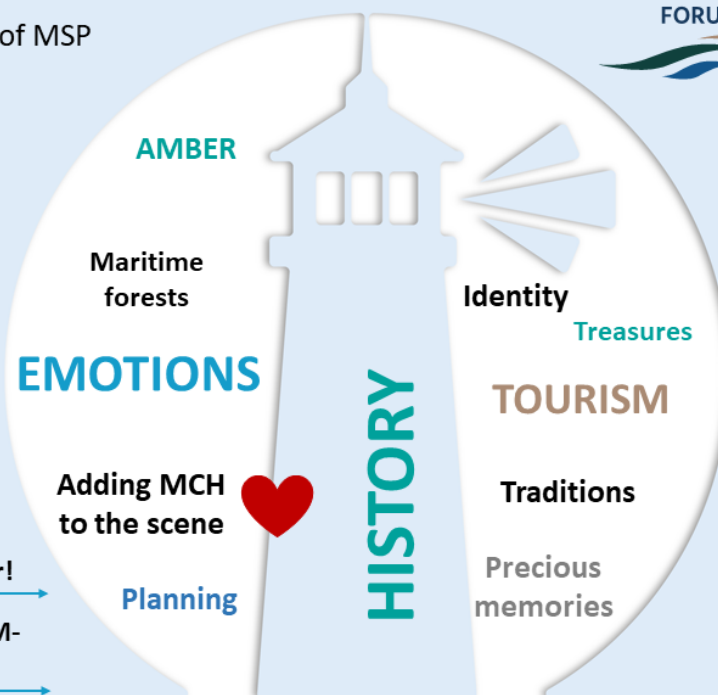 of MSP
FORU
AMBER
Maritime
forests
Identity
Treasures
EMOTIONS
TOURISM
HISTORY
Adding MCH
to the scene
Traditions
Planning
Precious
memories
r!
M-